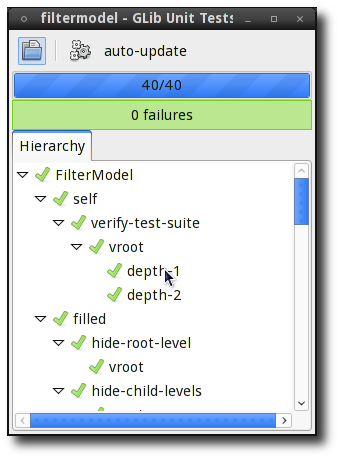 filtermodel - GLib Unit Tests
auto-update
40/40
0 failures
Hierarchy
FilterModel
self
verify-test-suite
vroot
depth-1
depth-2
filled
hide-root-level
vroot
hide-child-levels